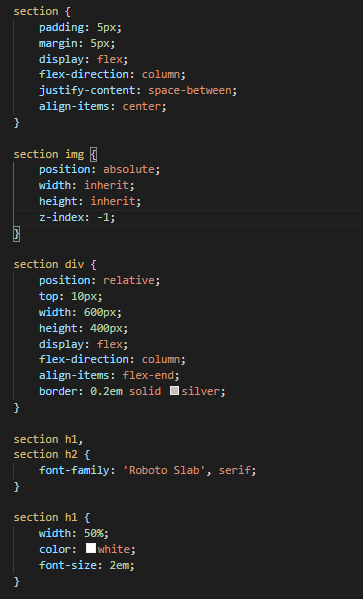 section {
    padding: 5px;
    margin: 5px;
    display: flex;
    flex-direction: column;
    justify-content: space-between;
    align-items: center;
}

section img {
    position: absolute;
    width: inherit;
    height: inherit;
    z-index: -1;
}

section div {
    position: relative;
    top: 10px;
    width: 600px;
    height: 400px;
    display: flex;
    flex-direction: column;
    align-items: flex-end;
    border: 0.2em solid silver;
}

section h1,
section h2 {
    font-family: 'Roboto Slab', serif;
}

section h1 {
    width: 50%;
    color: white;
    font-size: 2em;
}